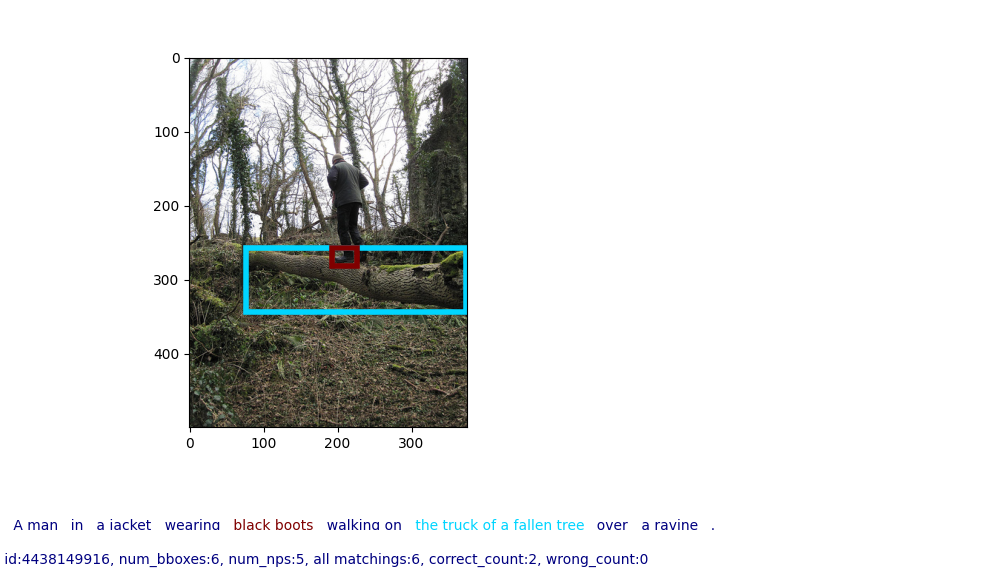 0
100
200
300
400
0 100 200 300
A man in a jacket wearing black boots walking on the truck of a fallen tree over a ravine .
id:4438149916, num_bboxes:6, num_nps:5, all matchings:6, correct_count:2, wrong_count:0